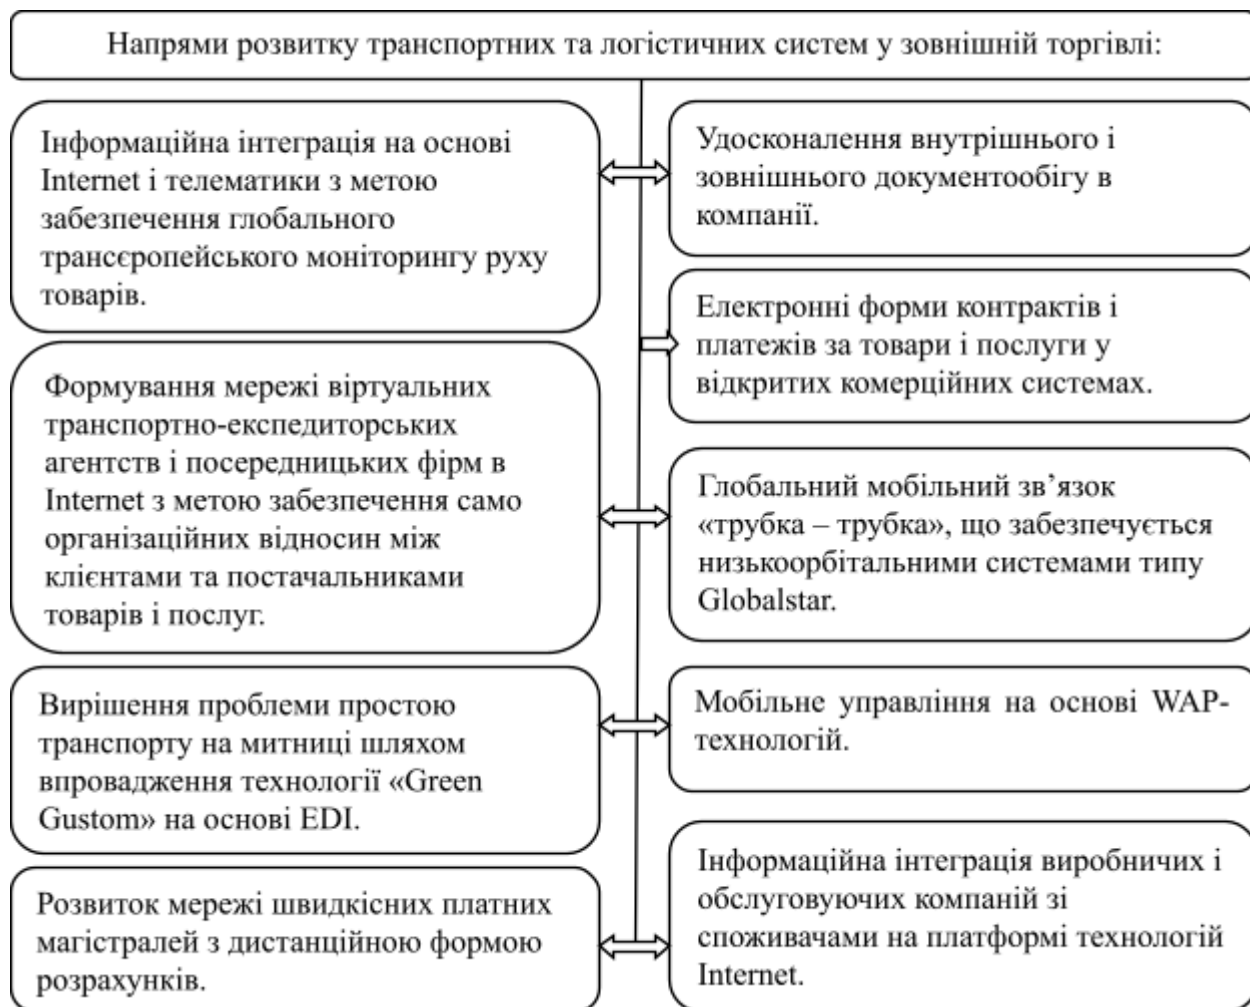 Напрями розвитку транспортних та логістичних систем у зовнішній торгівлі:
Інформаційна інтеграція на основі
Internet і телематики з метою
забезпечення глобального
трансєропейського моніторингу руху
товарів.
Удосконалення внутрішнього і
зовнішнього документообігу в
компанії.
Електронні форми контрактів і
платежів за товари і послуги у
відкритих комерційних системах.
Формування мережі віртуальних
транспортно-експедиторських
агентств і посередницьких фірм в
Internet з метою забезпечення само
організаційних відносин між
клієнтами та постачальниками
товарів і послуг.
Глобальний мобільний зв’язок
«трубка – трубка», що забезпечується
низькоорбітальними системами типу
Globalstar.
Вирішення проблеми простою
транспорту на митниці шляхом
впровадження технології «Green
Gustom» на основі EDI.
Мобільне управління на основі WAP-
технологій.
Розвиток мережі швидкісних платних
магістралей з дистанційною формою
розрахунків.
Інформаційна інтеграція виробничих і
обслуговуючих компаній зі
споживачами на платформі технологій
Internet.